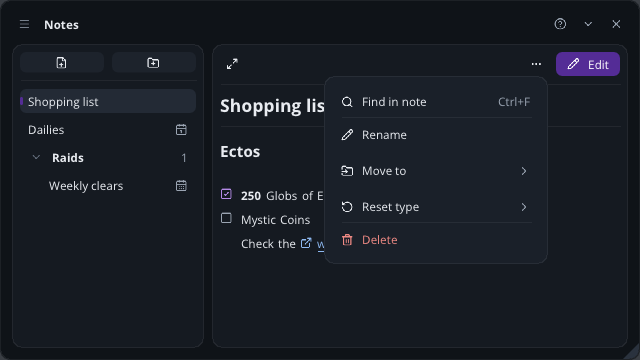 Notes
Edit
Shopping list
Dailies
Raids 1
Weekly clears
Shopping lis
Ectos
250 Globs of E
Mystic Coins
Check the w
Find in note Ctrl+F
Rename
Move to
Reset type
Delete